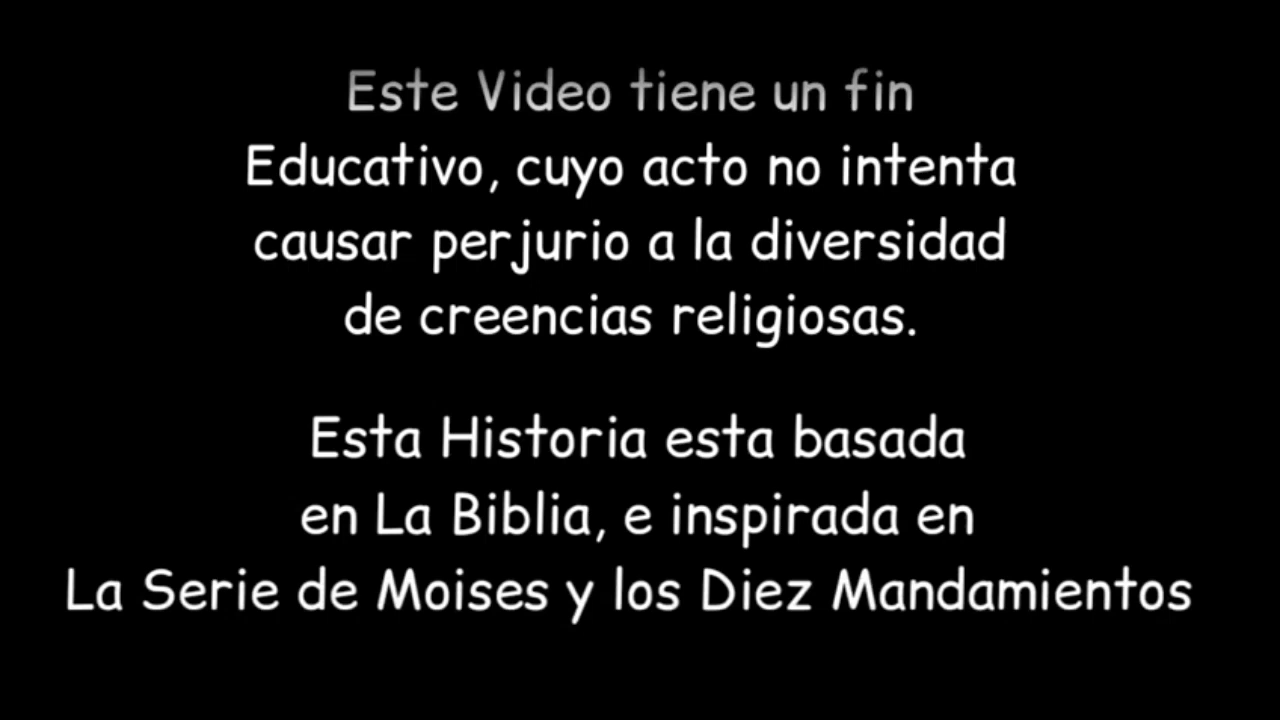 Este Video tiene un fin
Educativo, cuyo acto no intenta
causar perjurio a la diversidad
de creencias religiosas.
Esta Historia esta basada
en La Biblia, e inspirada en
La Serie de Moises y los Diez Mandamientos